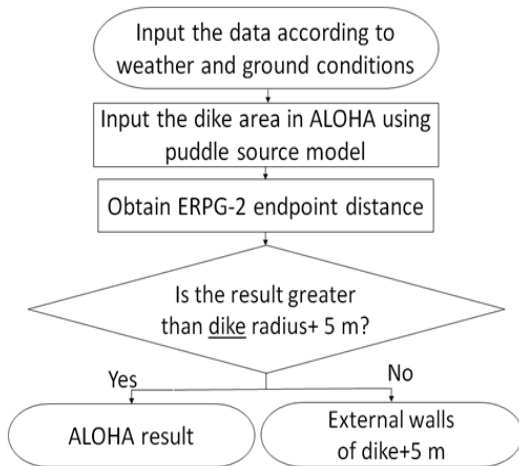 Input the data according to
weather and ground conditions
Input the dike area in ALOHA using
puddle source model
Obtain ERPG-2 endpoint distance
Is the result greater
than dike radius+ 5 m?
Yes
No
ALOHA result
External walls
of dike+5 m